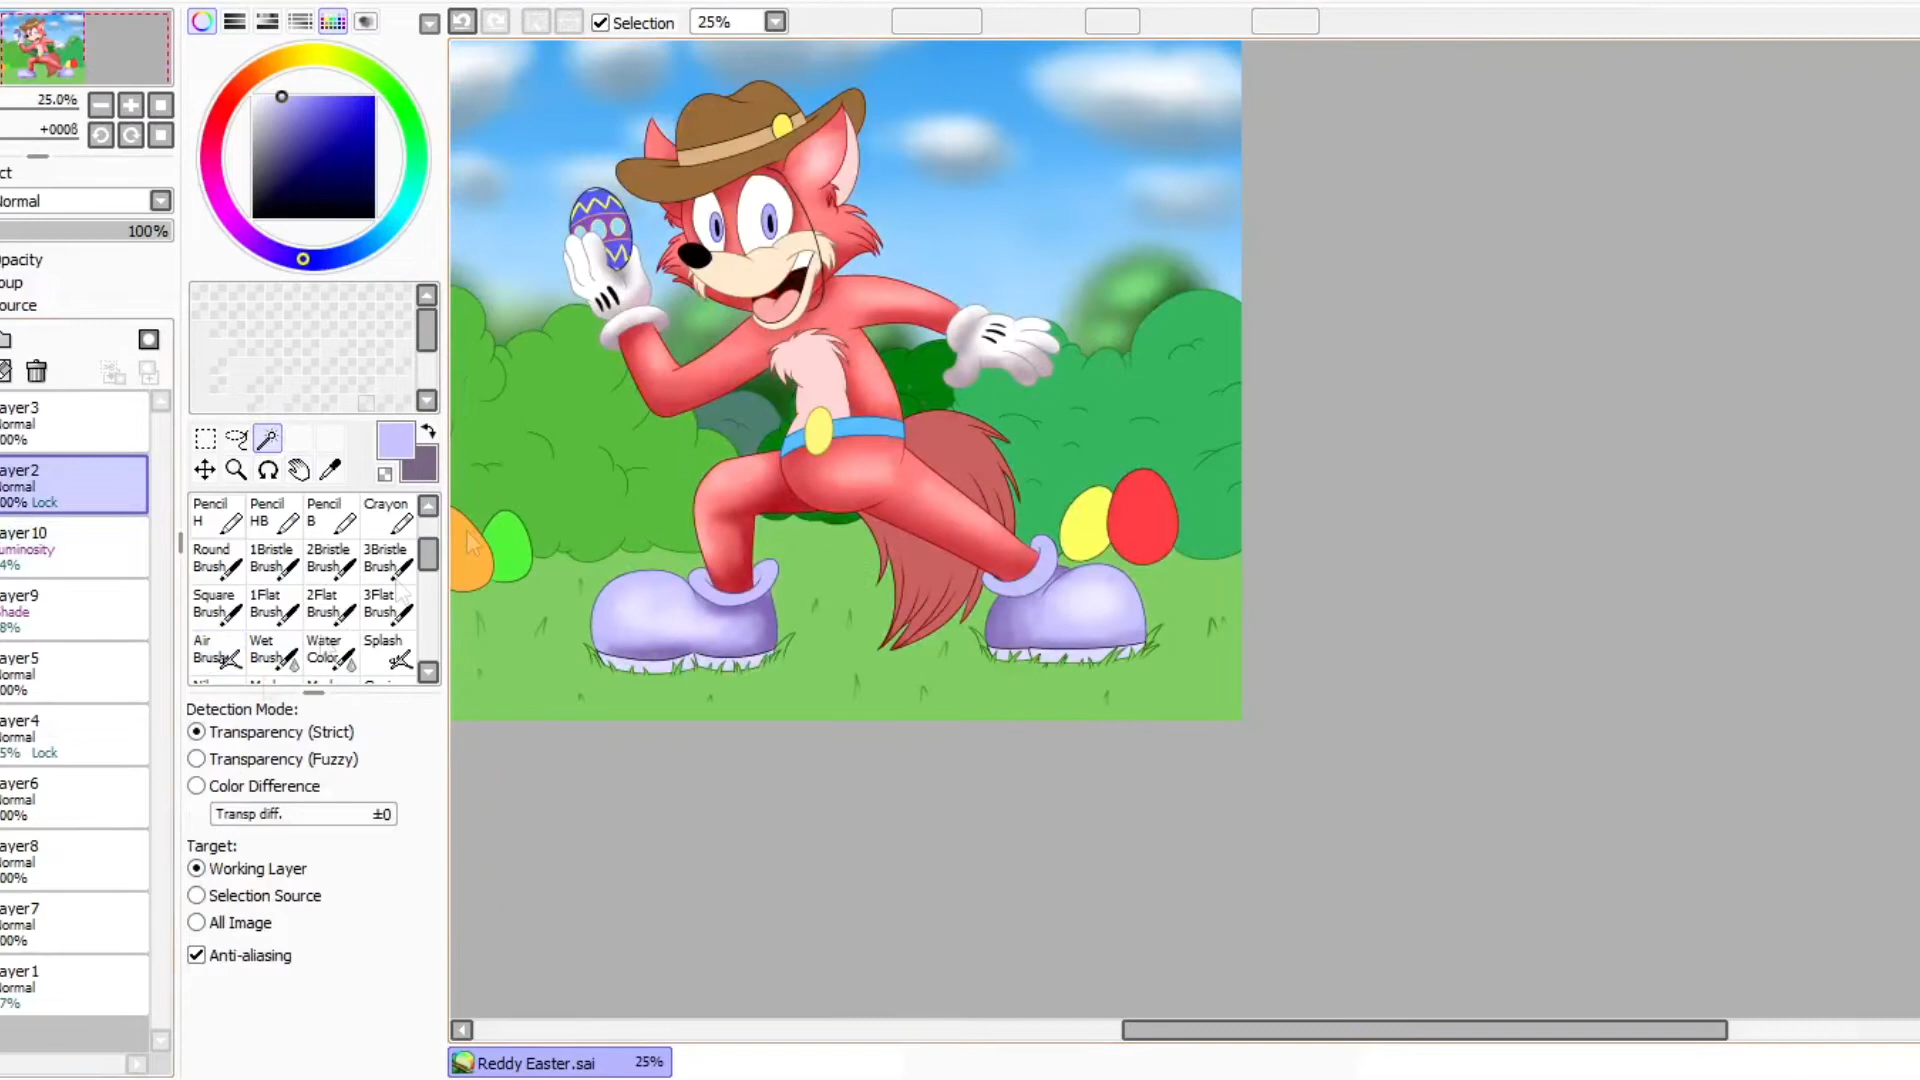 Selection
25%
25.0%
+0008
ct
Normal
100%
pacity
oup
ource
ayer3
ormal
00%
ayer2
ormal
00% Lock
ayer10
uminosity
4%
ayer9
hade
8%
ayer5
ormal
00%
ayer4
ormal
5% Lock
ayer6
ormal
00%
ayer8
ormal
00%
ayer7
ormal
00%
ayer1
ormal
7%
Pencil H
Pencil HB
Pencil B
Crayon
Round Brush
1Bristle Brush
2Bristle Brush
3Bristle Brush
Square Brush
1Flat Brush
2Flat Brush
3Flat Brush
Air Brush
Wet Brush
Water Color
Splash
Detection Mode:
Transparency (Strict)
Transparency (Fuzzy)
Color Difference
Transp diff. ±0
Target:
Working Layer
Selection Source
All Image
Anti-aliasing
Reddy Easter.sai 25%